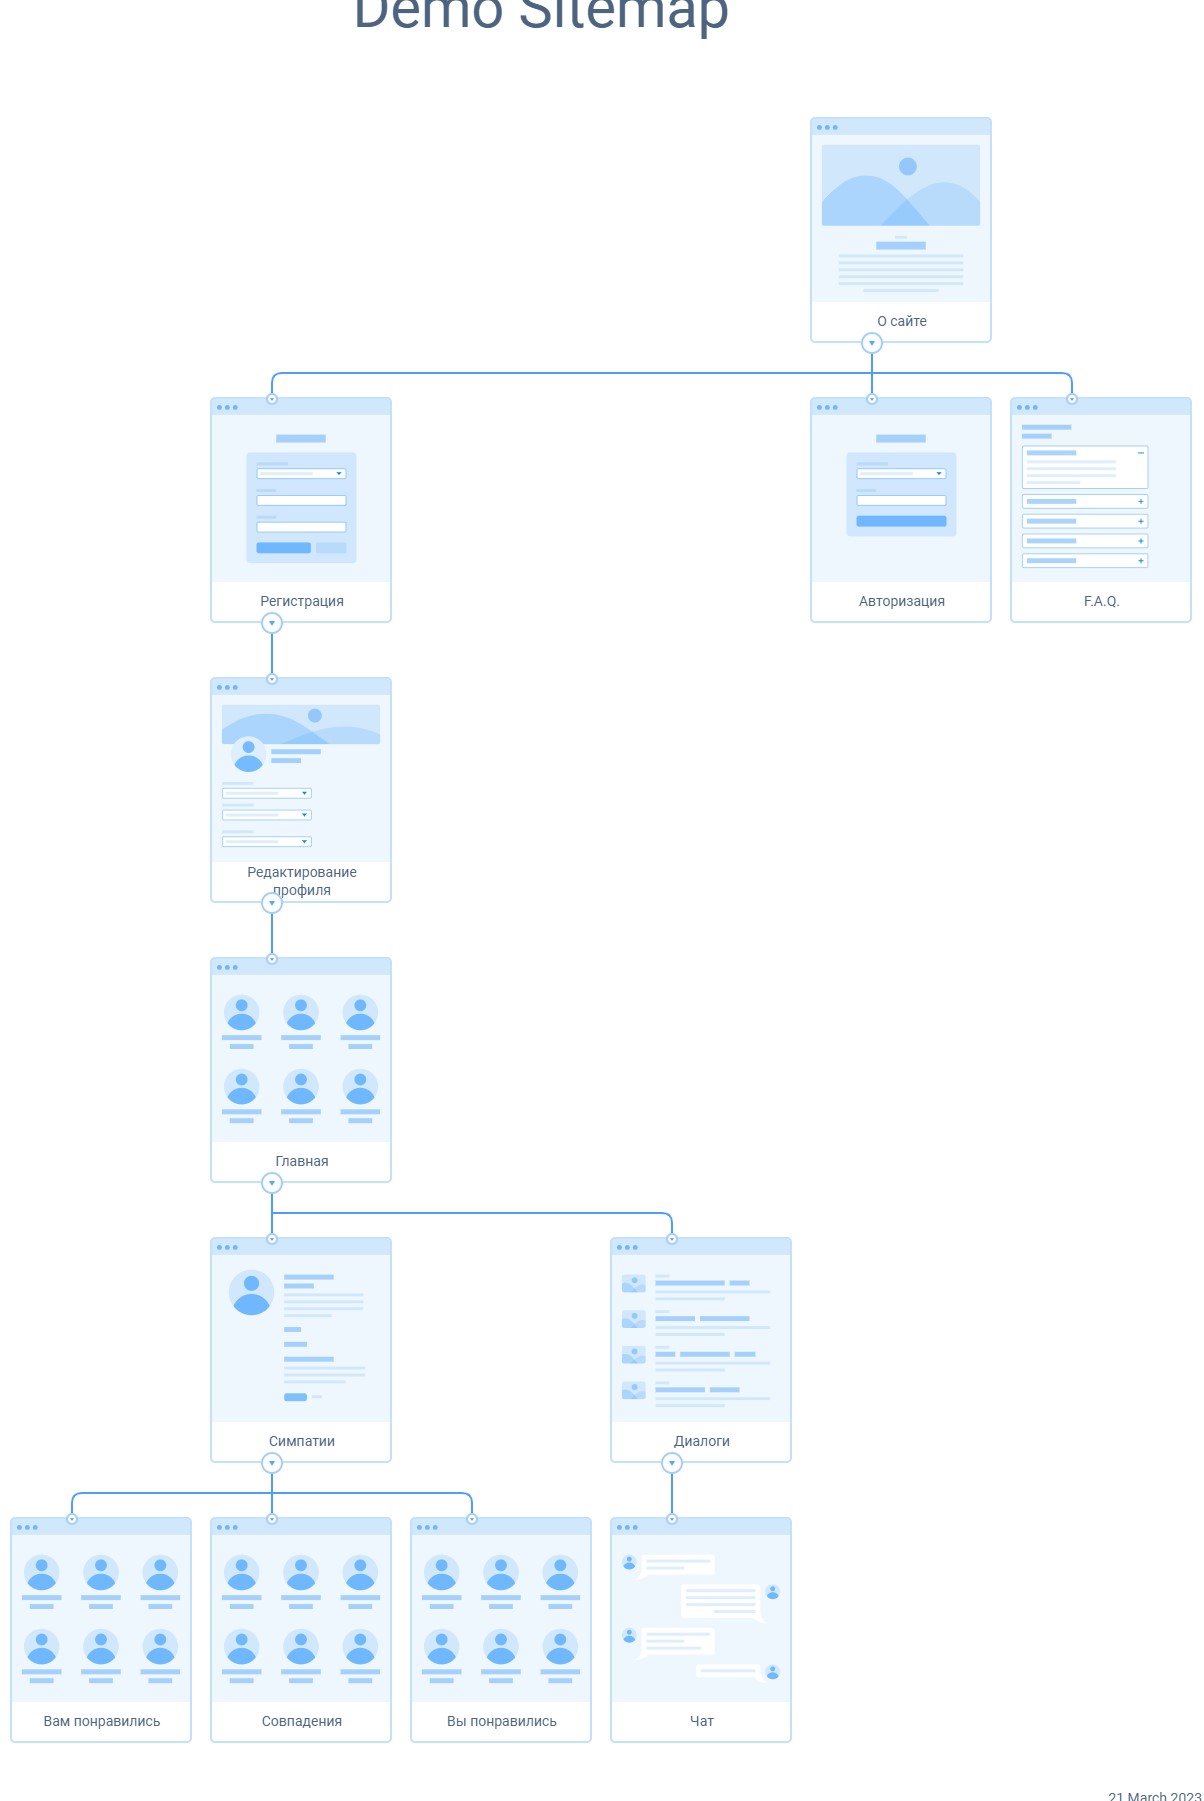 Demo Sitemap
О сайте
Регистрация
Авторизация
F.A.Q.
Редактирование
профиля
Главная
Симпатии
Диалоги
Вам понравились
Совпадения
Вы понравились
Чат
21 March 2023